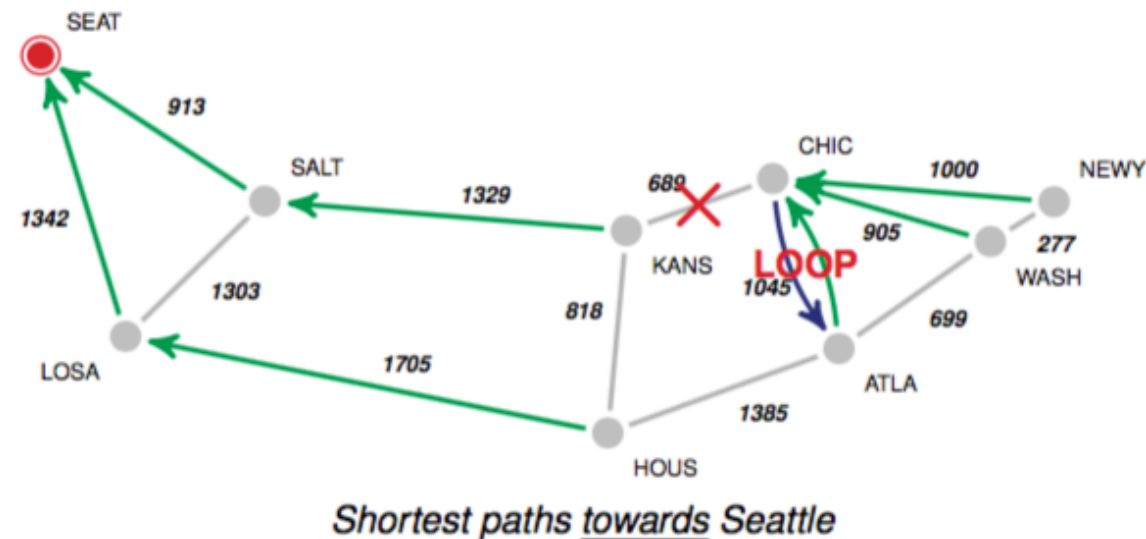 SEAT
913
SALT
CHIC
1000
NEWY
689
1329
905
277
1342
KANS
LOOP
WASH
1303
1045
818
699
LOSA
1705
ATLA
1385
HOUS
Shortest paths towards Seattle